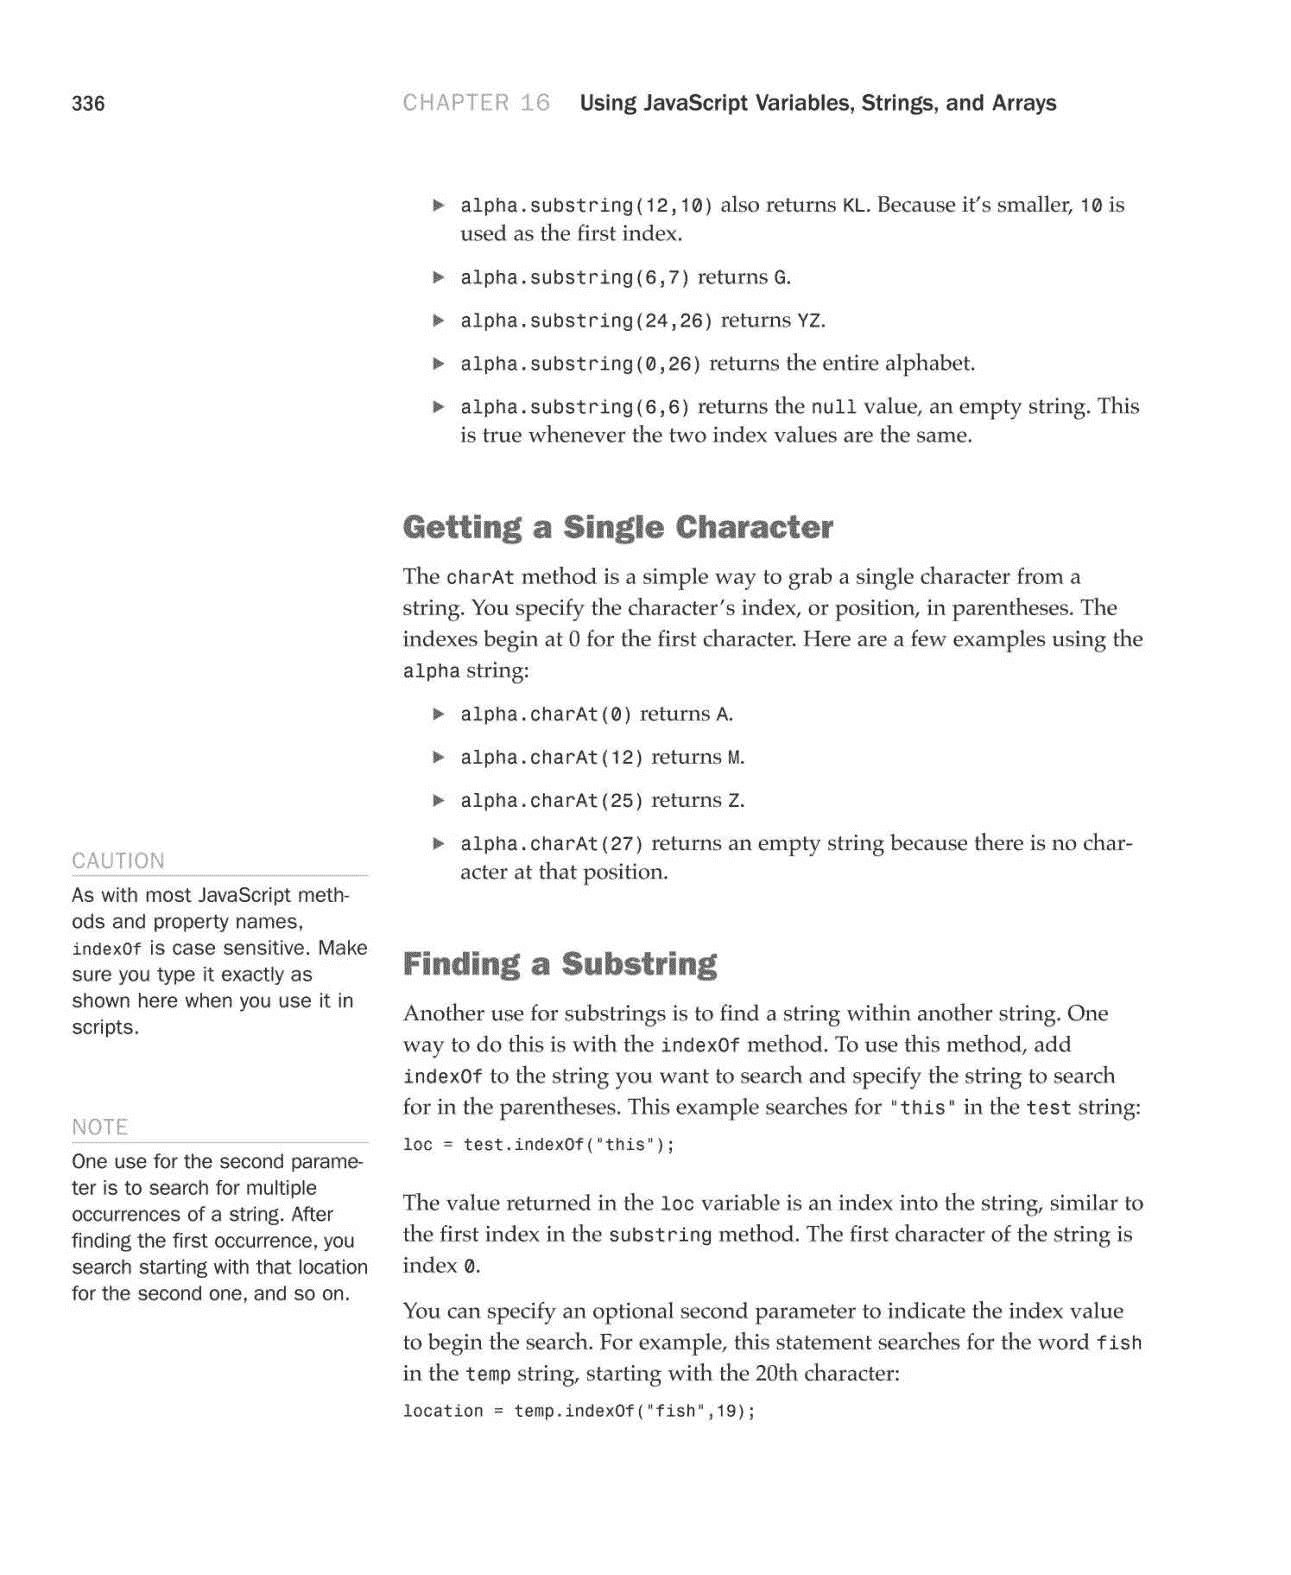 336
CHAPTER 16 Using JavaScript Variables, Strings, and Arrays
▶ alpha.substring(12,10) also returns KL. Because it's smaller, 10 is
used as the first index.
▶ alpha.substring(6,7) returns G.
▶ alpha.substring(24,26) returns YZ.
▶ alpha.substring(0,26) returns the entire alphabet.
▶ alpha.substring(6,6) returns the null value, an empty string. This
is true whenever the two index values are the same.
Getting a Single Character
The charAt method is a simple way to grab a single character from a
string. You specify the character's index, or position, in parentheses. The
indexes begin at 0 for the first character. Here are a few examples using the
alpha string:
▶ alpha.charAt(0) returns A.
▶ alpha.charAt(12) returns M.
▶ alpha.charAt(25) returns Z.
▶ alpha.charAt(27) returns an empty string because there is no char-
acter at that position.
CAUTION
As with most JavaScript meth-
ods and property names,
indexOf is case sensitive. Make
sure you type it exactly as
shown here when you use it in
scripts.
Finding a Substring
Another use for substrings is to find a string within another string. One
way to do this is with the indexOf method. To use this method, add
indexOf to the string you want to search and specify the string to search
for in the parentheses. This example searches for "this" in the test string:
loc = test.indexOf("this");
NOTE
One use for the second parame-
ter is to search for multiple
occurrences of a string. After
finding the first occurrence, you
search starting with that location
for the second one, and so on.
The value returned in the loc variable is an index into the string, similar to
the first index in the substring method. The first character of the string is
index 0.
You can specify an optional second parameter to indicate the index value
to begin the search. For example, this statement searches for the word fish
in the temp string, starting with the 20th character:
location = temp.indexOf("fish",19);